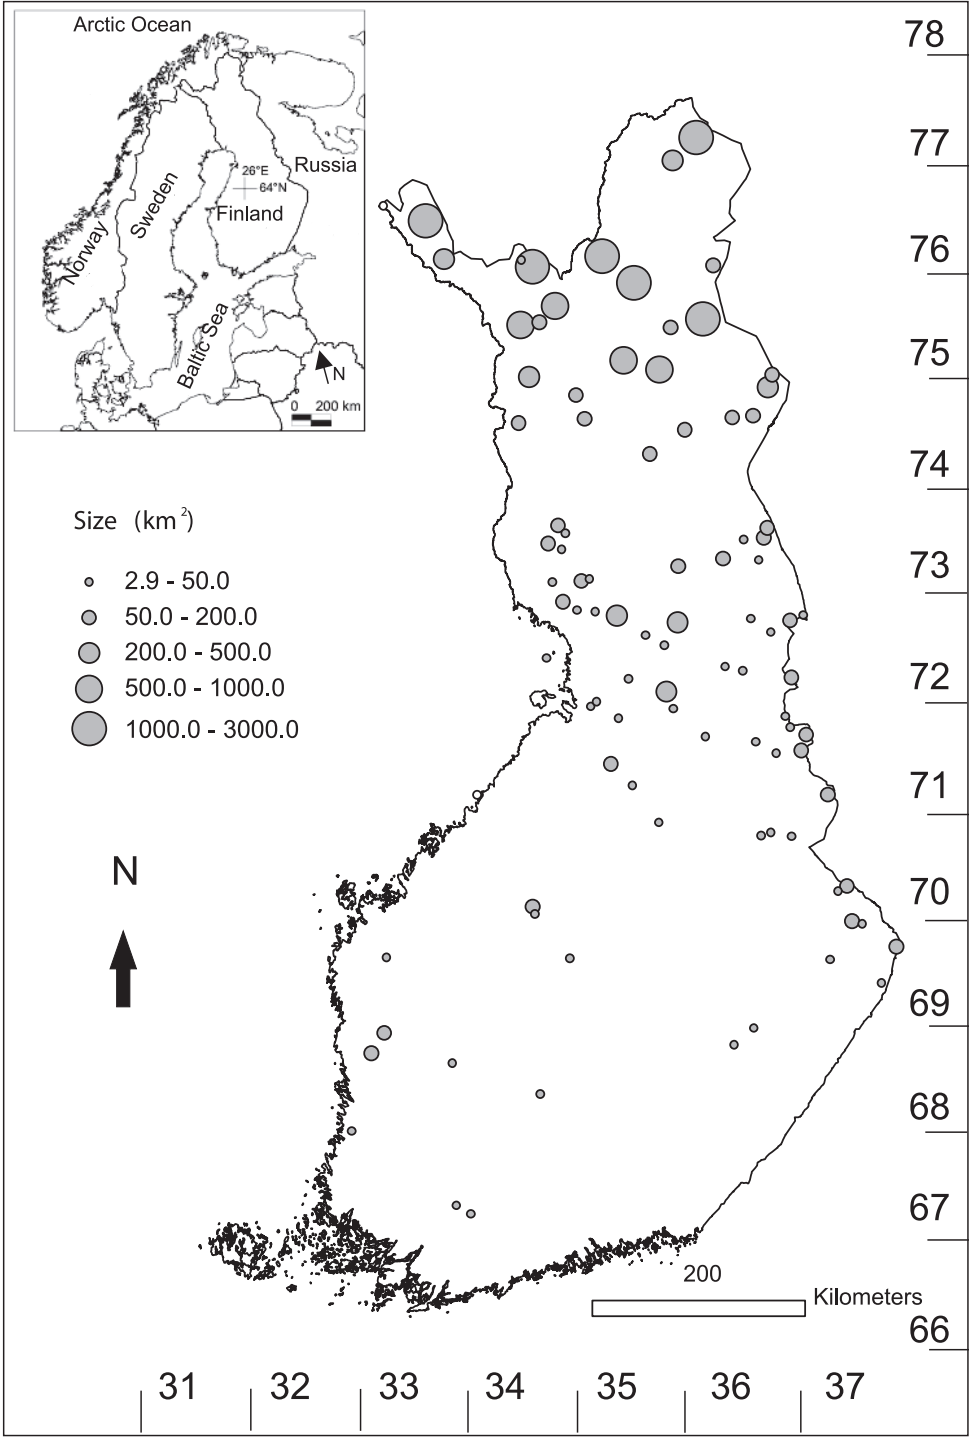 Arctic Ocean
Russia
26°E
64°N
Sweden
Finland
Norway
Baltic Sea
N
0 200 km
Size (km²)
2.9 - 50.0
50.0 - 200.0
200.0 - 500.0
500.0 - 1000.0
1000.0 - 3000.0
N
78
77
76
75
74
73
72
71
70
69
68
67
66
200
Kilometers
31 32 33 34 35 36 37